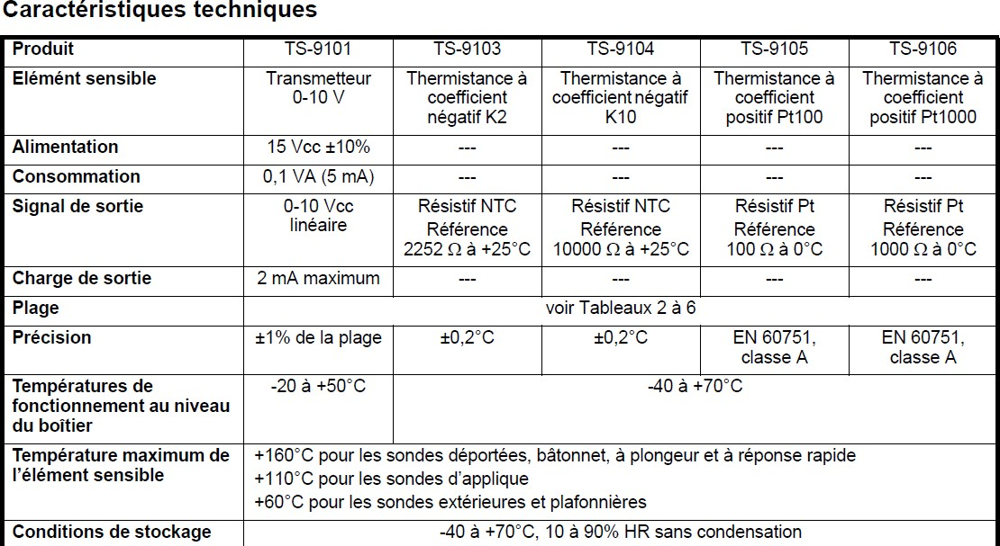 Caractéristiques techniques
Produit TS-9101 TS-9103 TS-9104 TS-9105 TS-9106
Elémént sensible Transmetteur Thermistance à Thermistance à Thermistance à Thermistance à
0-10 V coefficient coefficient négatif coefficient coefficient
négatif K2 K10 positif Pt100 positif Pt1000
Alimentation 15 Vcc ±10% --- --- --- ---
Consommation 0,1 VA (5 mA) --- --- --- ---
Signal de sortie 0-10 Vcc Résistif NTC Résistif NTC Résistif Pt Résistif Pt
linéaire Référence Référence Référence Référence
2252 Ω à +25°C 10000 Ω à +25°C 100 Ω à 0°C 1000 Ω à 0°C
Charge de sortie 2 mA maximum --- --- --- ---
Plage voir Tableaux 2 à 6
Précision ±1% de la plage ±0,2°C ±0,2°C EN 60751, EN 60751,
classe A classe A
Températures de -20 à +50°C -40 à +70°C
fonctionnement au niveau
du boîtier
Température maximum de +160°C pour les sondes déportées, bâtonnet, à plongeur et à réponse rapide
l'élément sensible +110°C pour les sondes d'applique
+60°C pour les sondes extérieures et plafonnières
Conditions de stockage -40 à +70°C, 10 à 90% HR sans condensation